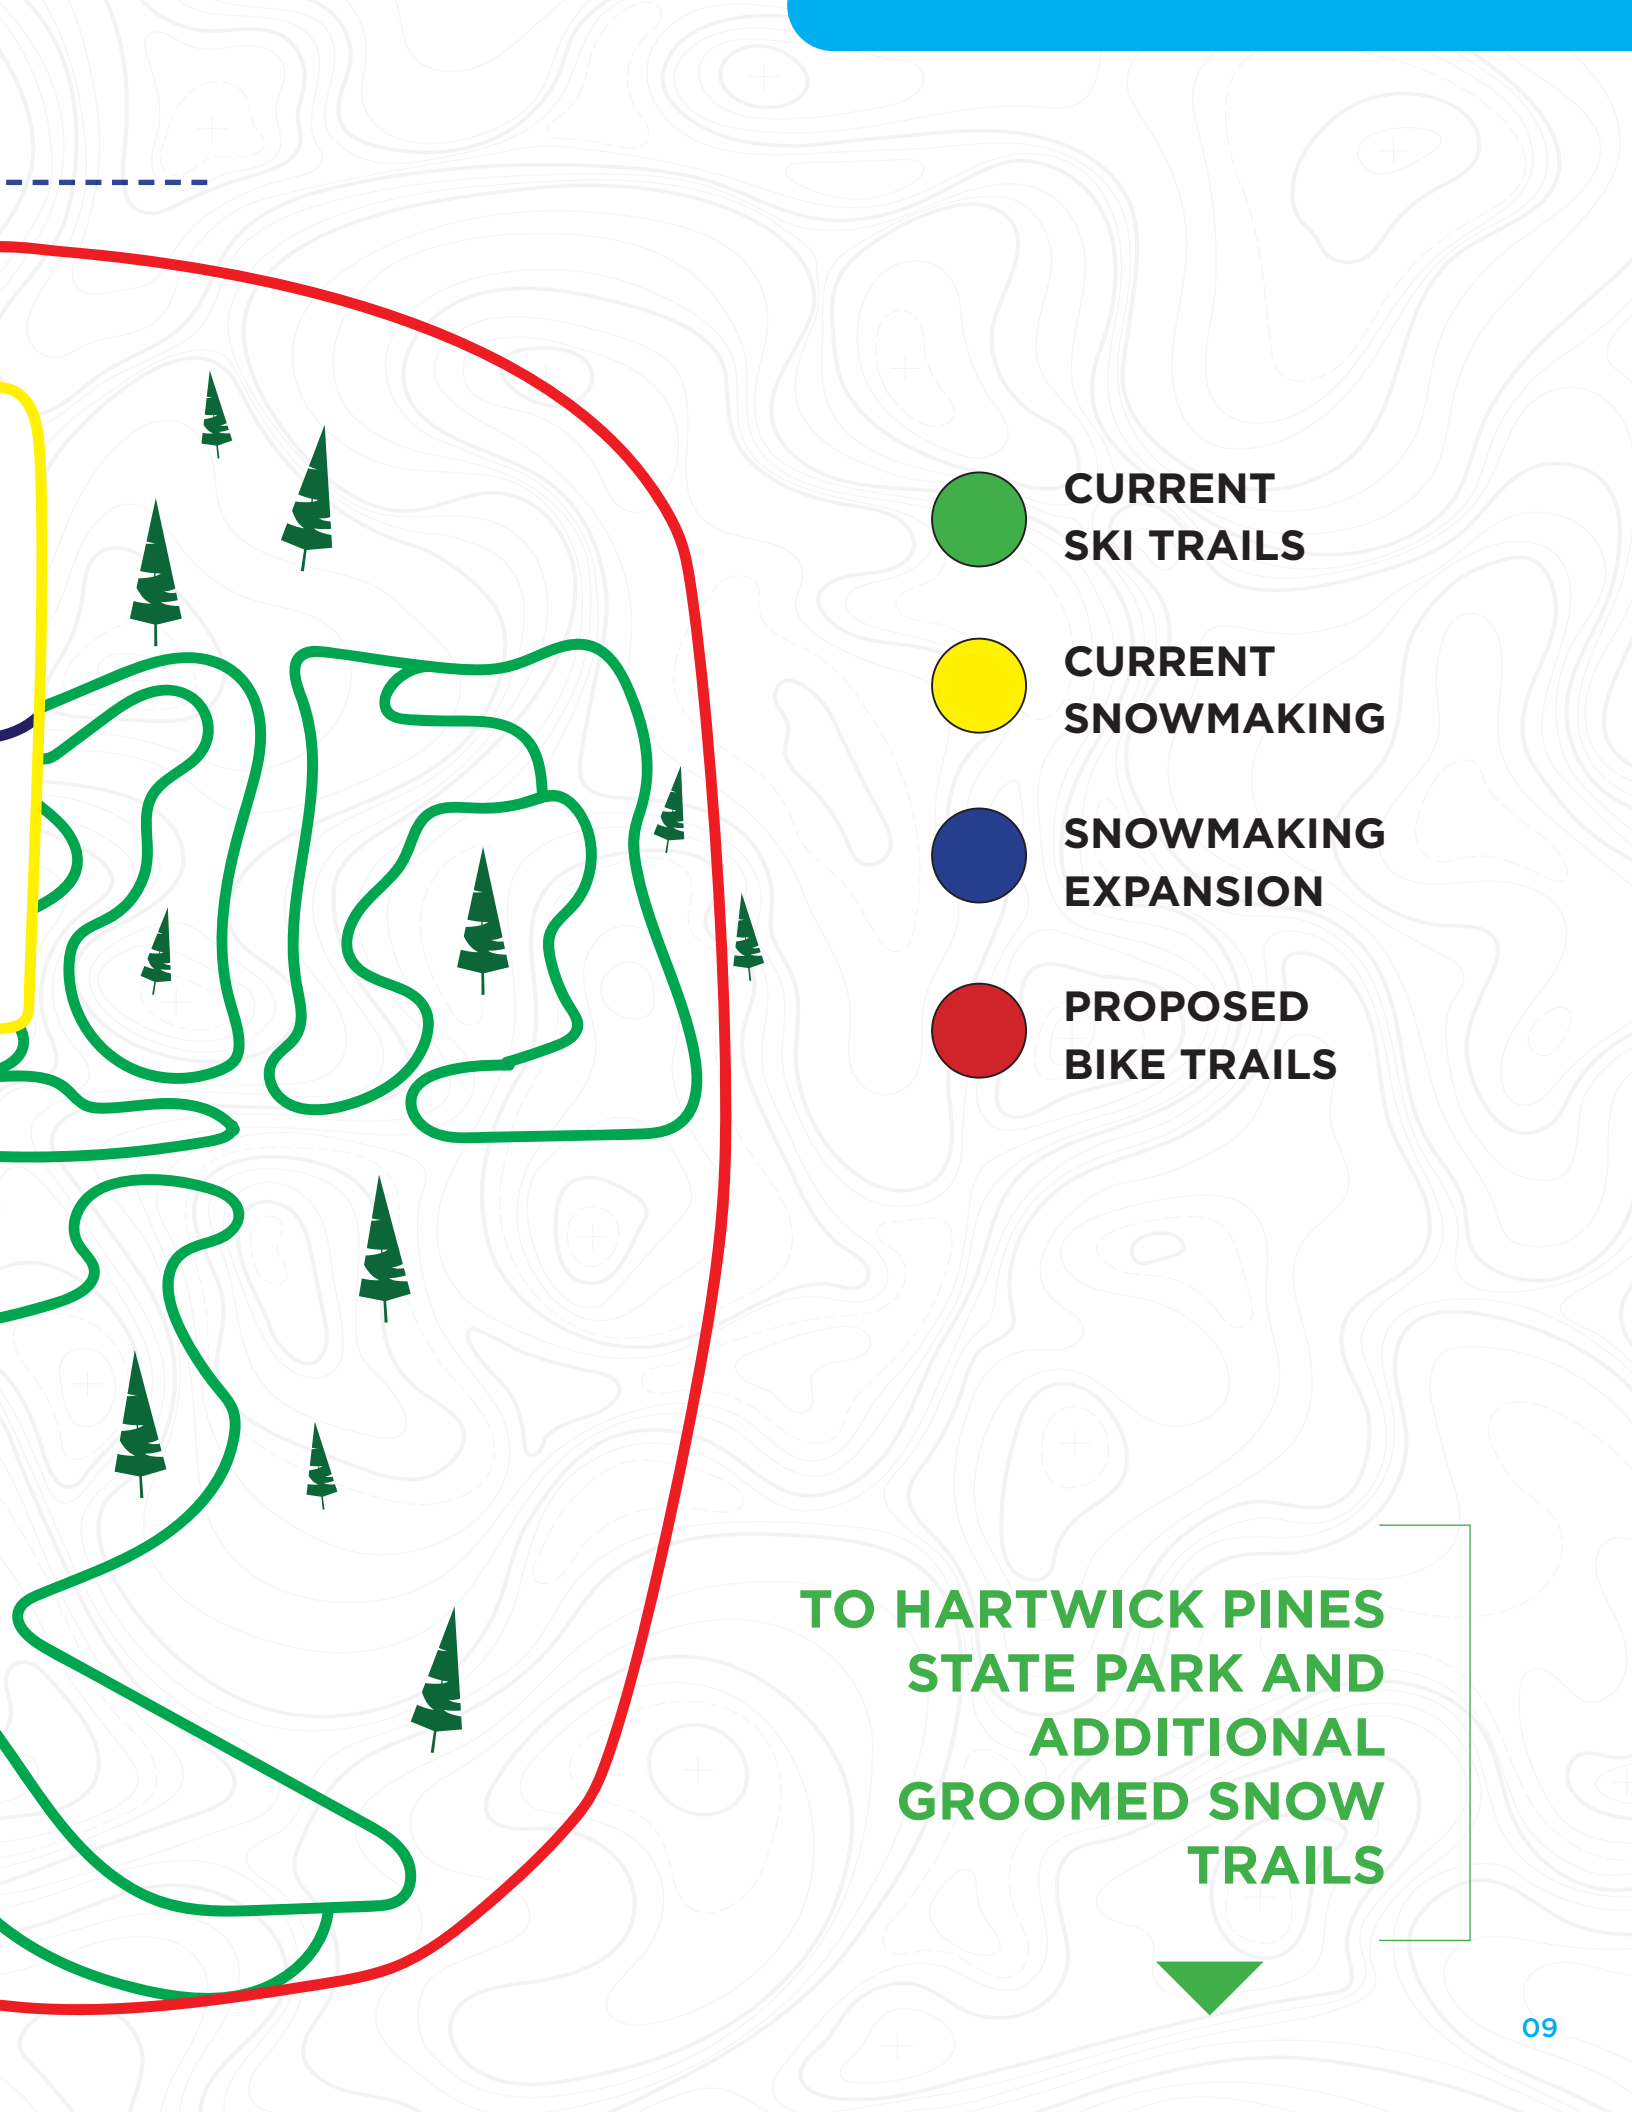 CURRENT
SKI TRAILS
CURRENT
SNOWMAKING
SNOWMAKING
EXPANSION
PROPOSED
BIKE TRAILS
TO HARTWICK PINES
STATE PARK AND
ADDITIONAL
GROOMED SNOW
TRAILS
09